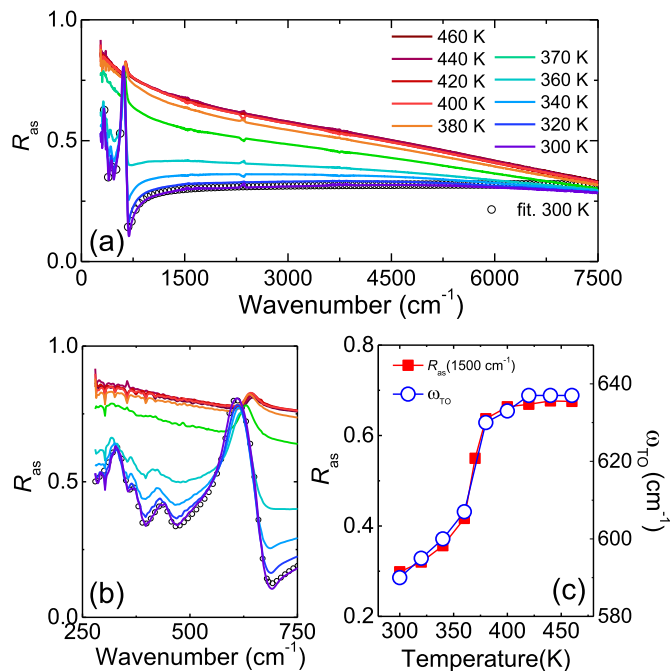 1.0
0.5
0.0
R_as
460 K
440 K
420 K
400 K
380 K
370 K
360 K
340 K
320 K
300 K
fit. 300 K
(a)
0 1500 3000 4500 6000 7500
Wavenumber (cm⁻¹)
1.0
0.5
0.0
R_as
(b)
250 500 750
Wavenumber (cm⁻¹)
0.8
0.6
0.4
0.2
R_as
R_as(1500 cm⁻¹)
ω_TO
640
620
600
580
ω_TO(cm⁻¹)
(c)
300 350 400 450
Temperature(K)